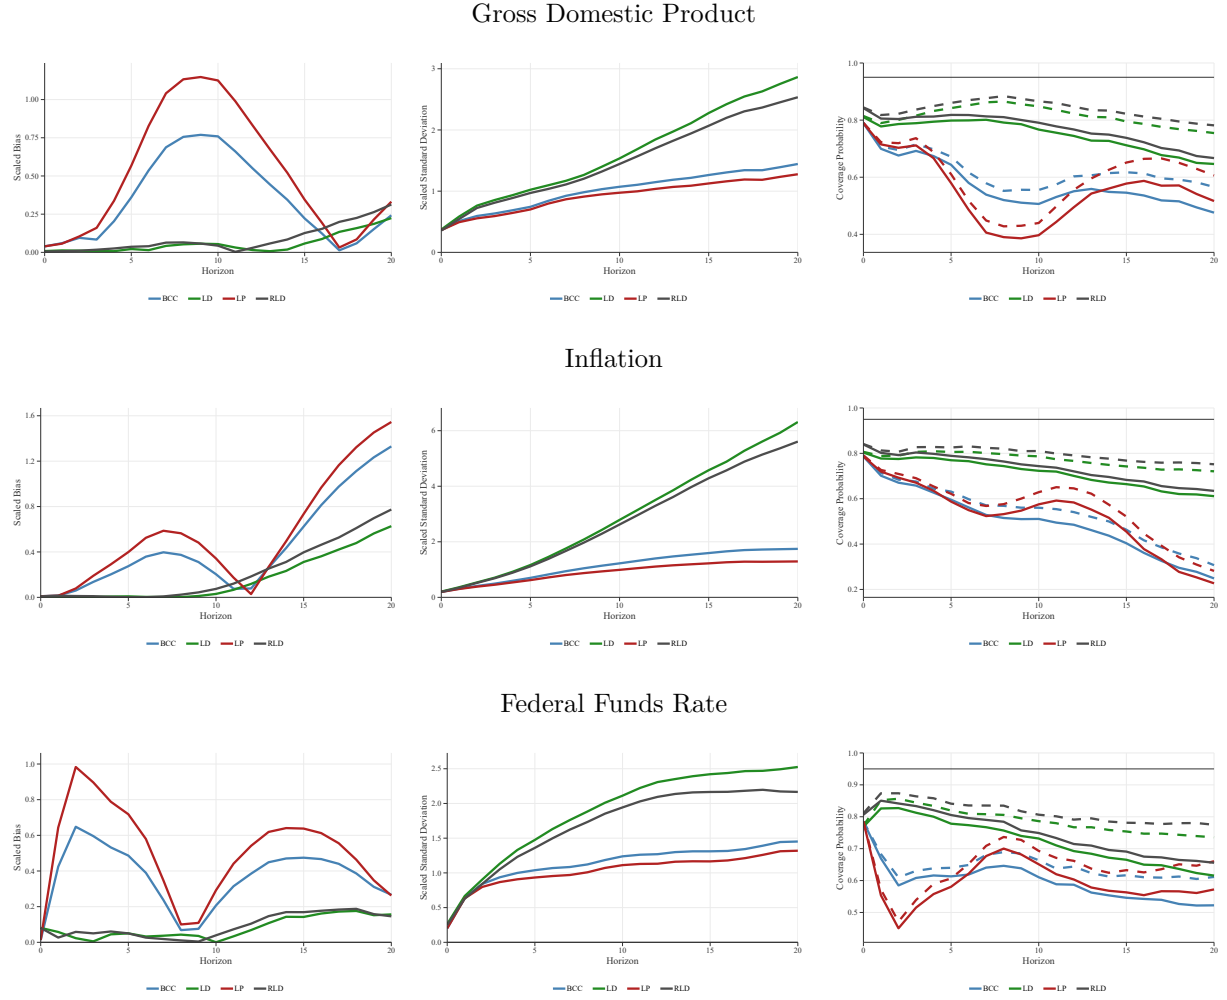 Gross Domestic Product
Scaled Bias
1.00
0.75
0.50
0.25
0.00
0 5 10 15 20
Horizon
BCC LD LP RLD
Scaled Standard Deviation
3
2
1
0
0 5 10 15 20
Horizon
BCC LD LP RLD
Coverage Probability
1.0
0.8
0.6
0.4
0 5 10 15 20
Horizon
BCC LD LP RLD
Inflation
Scaled Bias
1.6
1.2
0.8
0.4
0.0
0 5 10 15 20
Horizon
BCC LD LP RLD
Scaled Standard Deviation
6
4
2
0
0 5 10 15 20
Horizon
BCC LD LP RLD
Coverage Probability
1.0
0.8
0.6
0.4
0.2
0 5 10 15 20
Horizon
BCC LD LP RLD
Federal Funds Rate
Scaled Bias
1.0
0.8
0.6
0.4
0.2
0.0
0 5 10 15 20
Horizon
BCC LD LP RLD
Scaled Standard Deviation
2.5
2.0
1.5
1.0
0.5
0.0
0 5 10 15 20
Horizon
BCC LD LP RLD
Coverage Probability
1.0
0.9
0.8
0.7
0.6
0.5
0 5 10 15 20
Horizon
BCC LD LP RLD